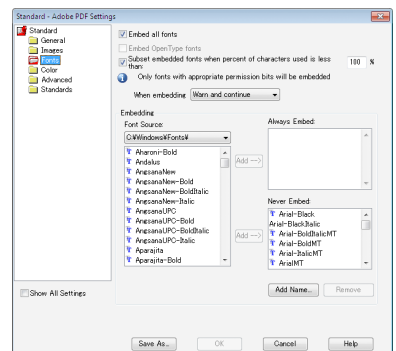 Standard - Adobe PDF Settings
Standard
General
Images
Fonts
Color
Advanced
Standards
Show All Settings
Embed all fonts
Embed OpenType fonts
Subset embedded fonts when percent of characters used is less than: 100 %
Only fonts with appropriate permission bits will be embedded
When embedding Warn and continue
Embedding
Font Source:
C:¥Windows¥Fonts¥
Aharoni-Bold
Andalus
AngsanaNew
AngsanaNew-Bold
AngsanaNew-BoldItalic
AngsanaNew-Italic
AngsanaUPC
AngsanaUPC-Bold
AngsanaUPC-BoldItalic
AngsanaUPC-Italic
Aparajita
Aparajita-Bold
Add -->
Add -->
Always Embed:
Never Embed:
Arial-Black
Arial-BlackItalic
Arial-BoldItalicMT
Arial-BoldMT
Arial-ItalicMT
ArialMT
Add Name...
Remove
Save As...
OK
Cancel
Help